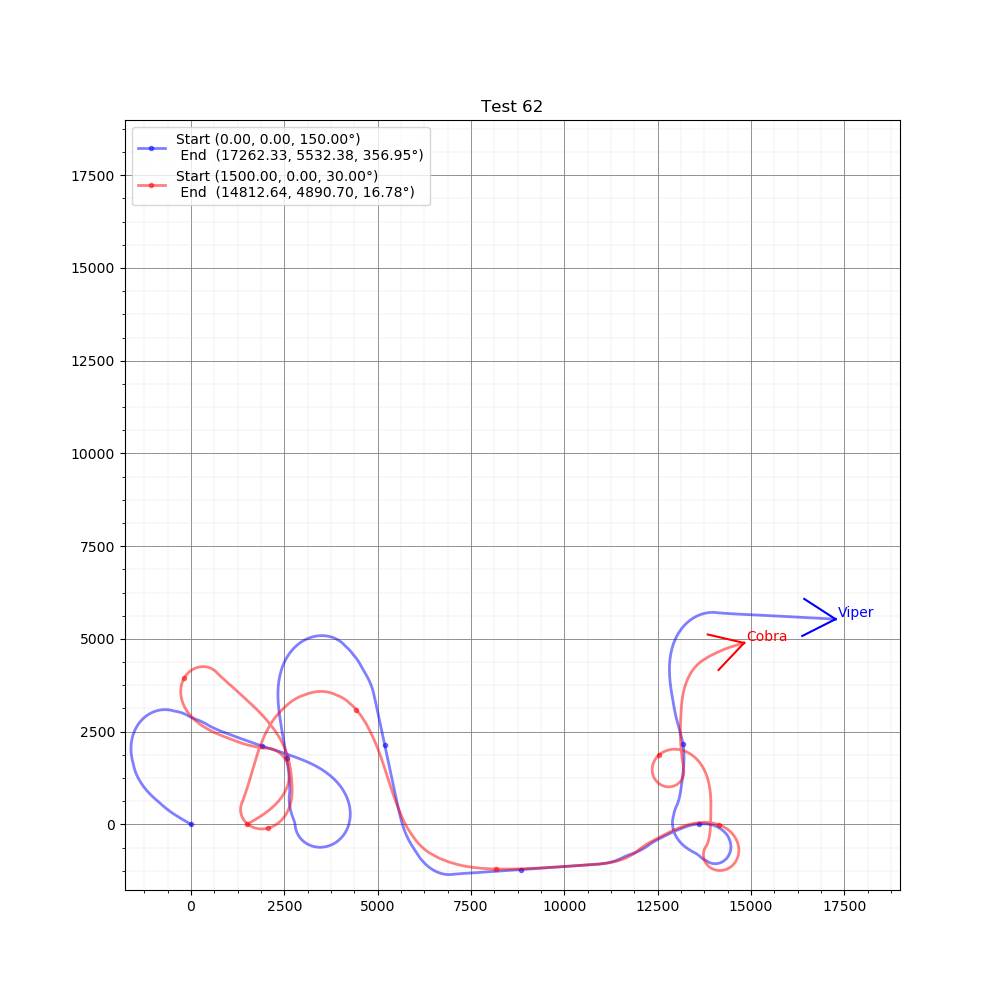 Test 62
Start (0.00, 0.00, 150.00°)
End  (17262.33, 5532.38, 356.95°)
Start (1500.00, 0.00, 30.00°)
End  (14812.64, 4890.70, 16.78°)
17500
15000
12500
10000
7500
5000
2500
0
Viper
Cobra
0
2500
5000
7500
10000
12500
15000
17500